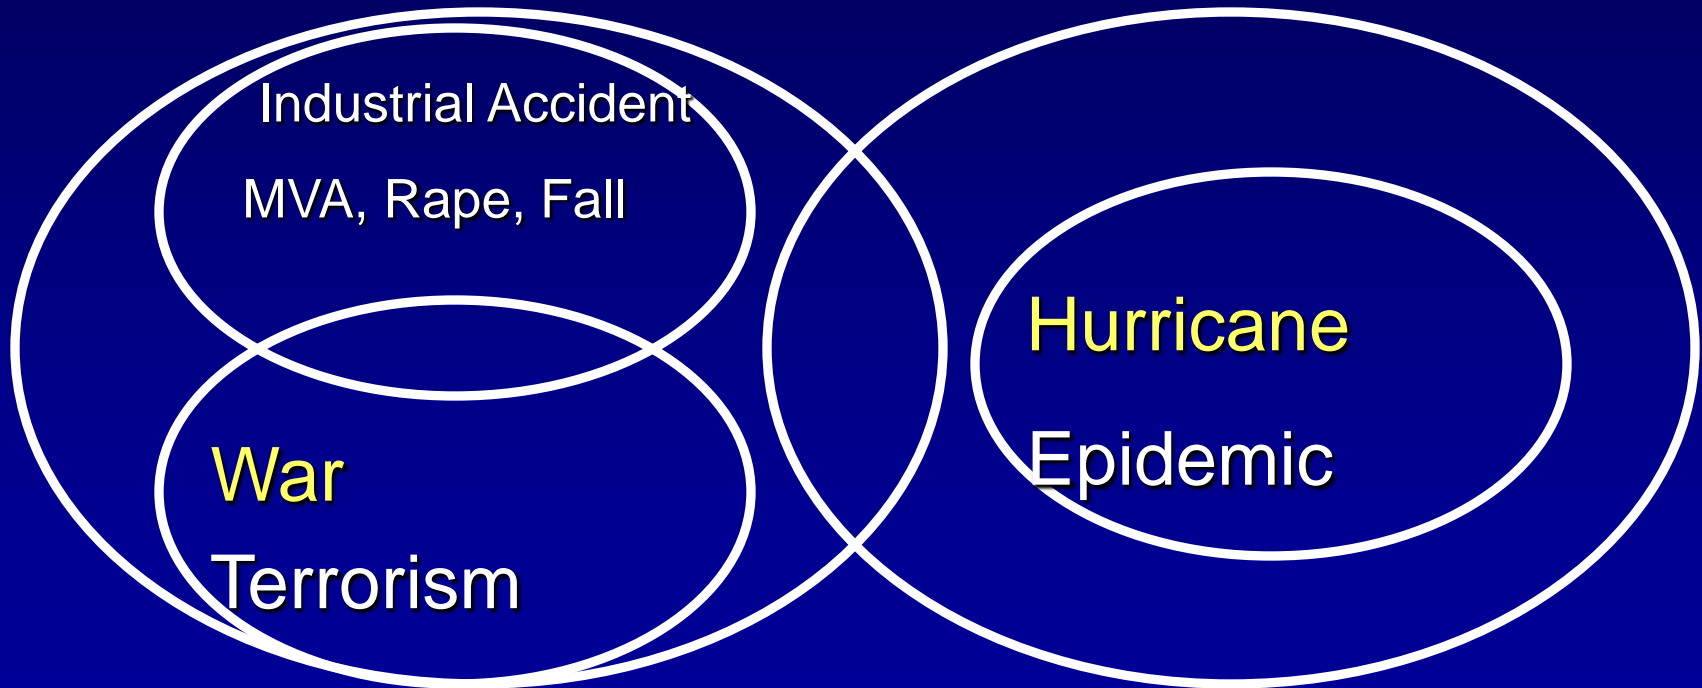 Industrial Accident
MVA, Rape, Fall
War
Terrorism
Hurricane
Epidemic